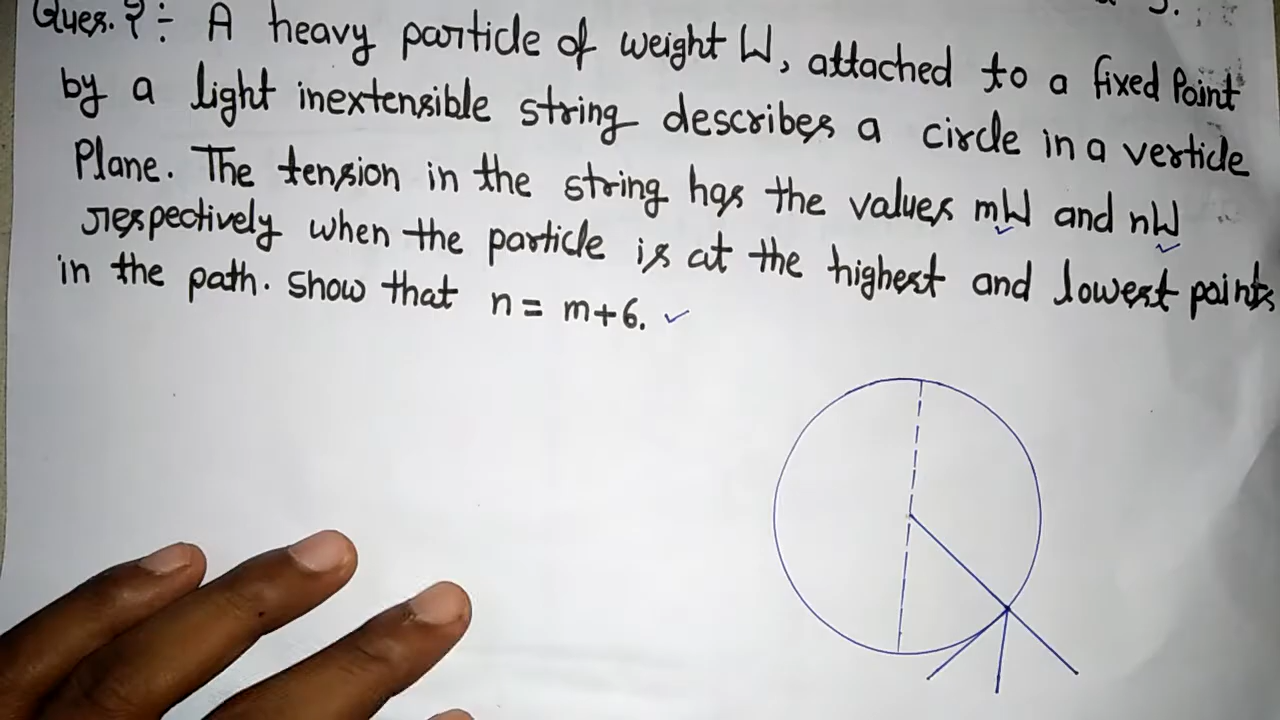 Ques. ? ÷ A heavy particle of weight W, attached to a fixed Point
by a light inextensible string describes a circle in a verticle
Plane. The tension in the string has the values mW and nW
respectively when the particle is at the highest and lowest points
in the path. Show that n = m+6.